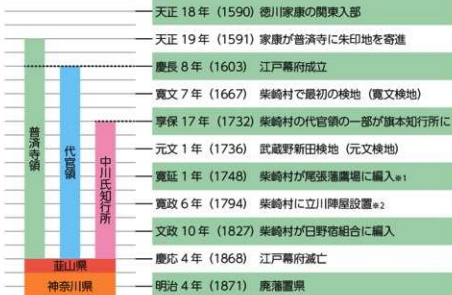 天正 18 年（1590）徳川家康の関東入部
天正 19 年（1591）家康が普済寺に朱印地を寄進
慶長 8 年（1603）江戸幕府成立
寛文 7 年（1667）柴崎村で最初の検地（寛文検地）
享保 17 年（1732）柴崎村の代官領の一部が旗本知行所に
元文 1 年（1736）武蔵野新田検地（元文検地）
寛延 1 年（1748）柴崎村が尾張藩鷹場に編入※1
寛政 6 年（1794）柴崎村に立川陣屋設置※2
文政 10 年（1827）柴崎村が日野宿組合に編入
慶応 4 年（1868）江戸幕府滅亡
明治 4 年（1871）廃藩置県
普済寺領
代官領
中川氏知行所
韮山県
神奈川県